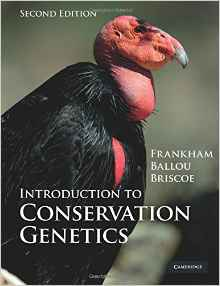 SECOND EDITION
FRANKHAM
BALLOU
BRISCOE
INTRODUCTION TO
CONSERVATION
GENETICS
CAMBRIDGE